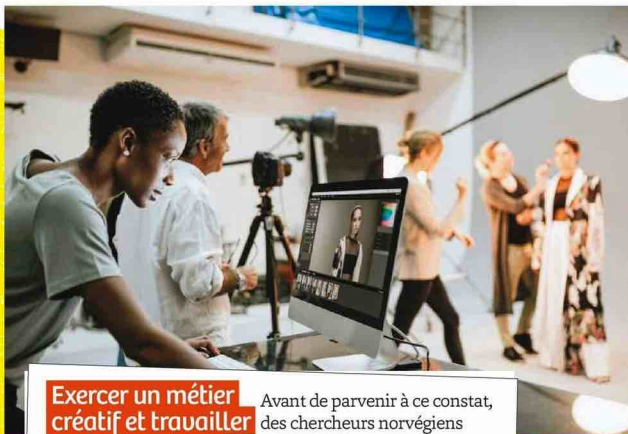 Exercer un métier
créatif et travailler
Avant de parvenir à ce constat,
des chercheurs norvégiens